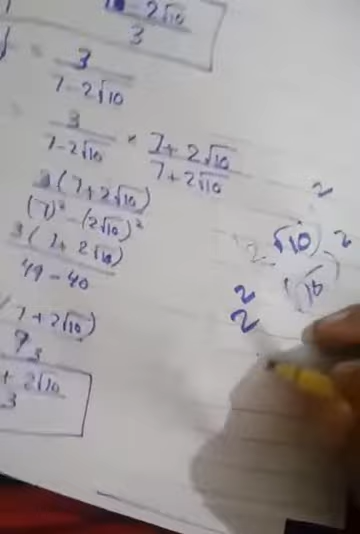 - 2√10
3
= 3
7 - 2√10
3 × 7 + 2√10
7 - 2√10 7 + 2√10
3 ( 7 + 2√10 )
(7)² - (2√10)²
3 ( 7 + 2√10 )
49 - 40
7 + 2√10 )
9 3
+ 2√10
3
2
√10 ) 2
2
2